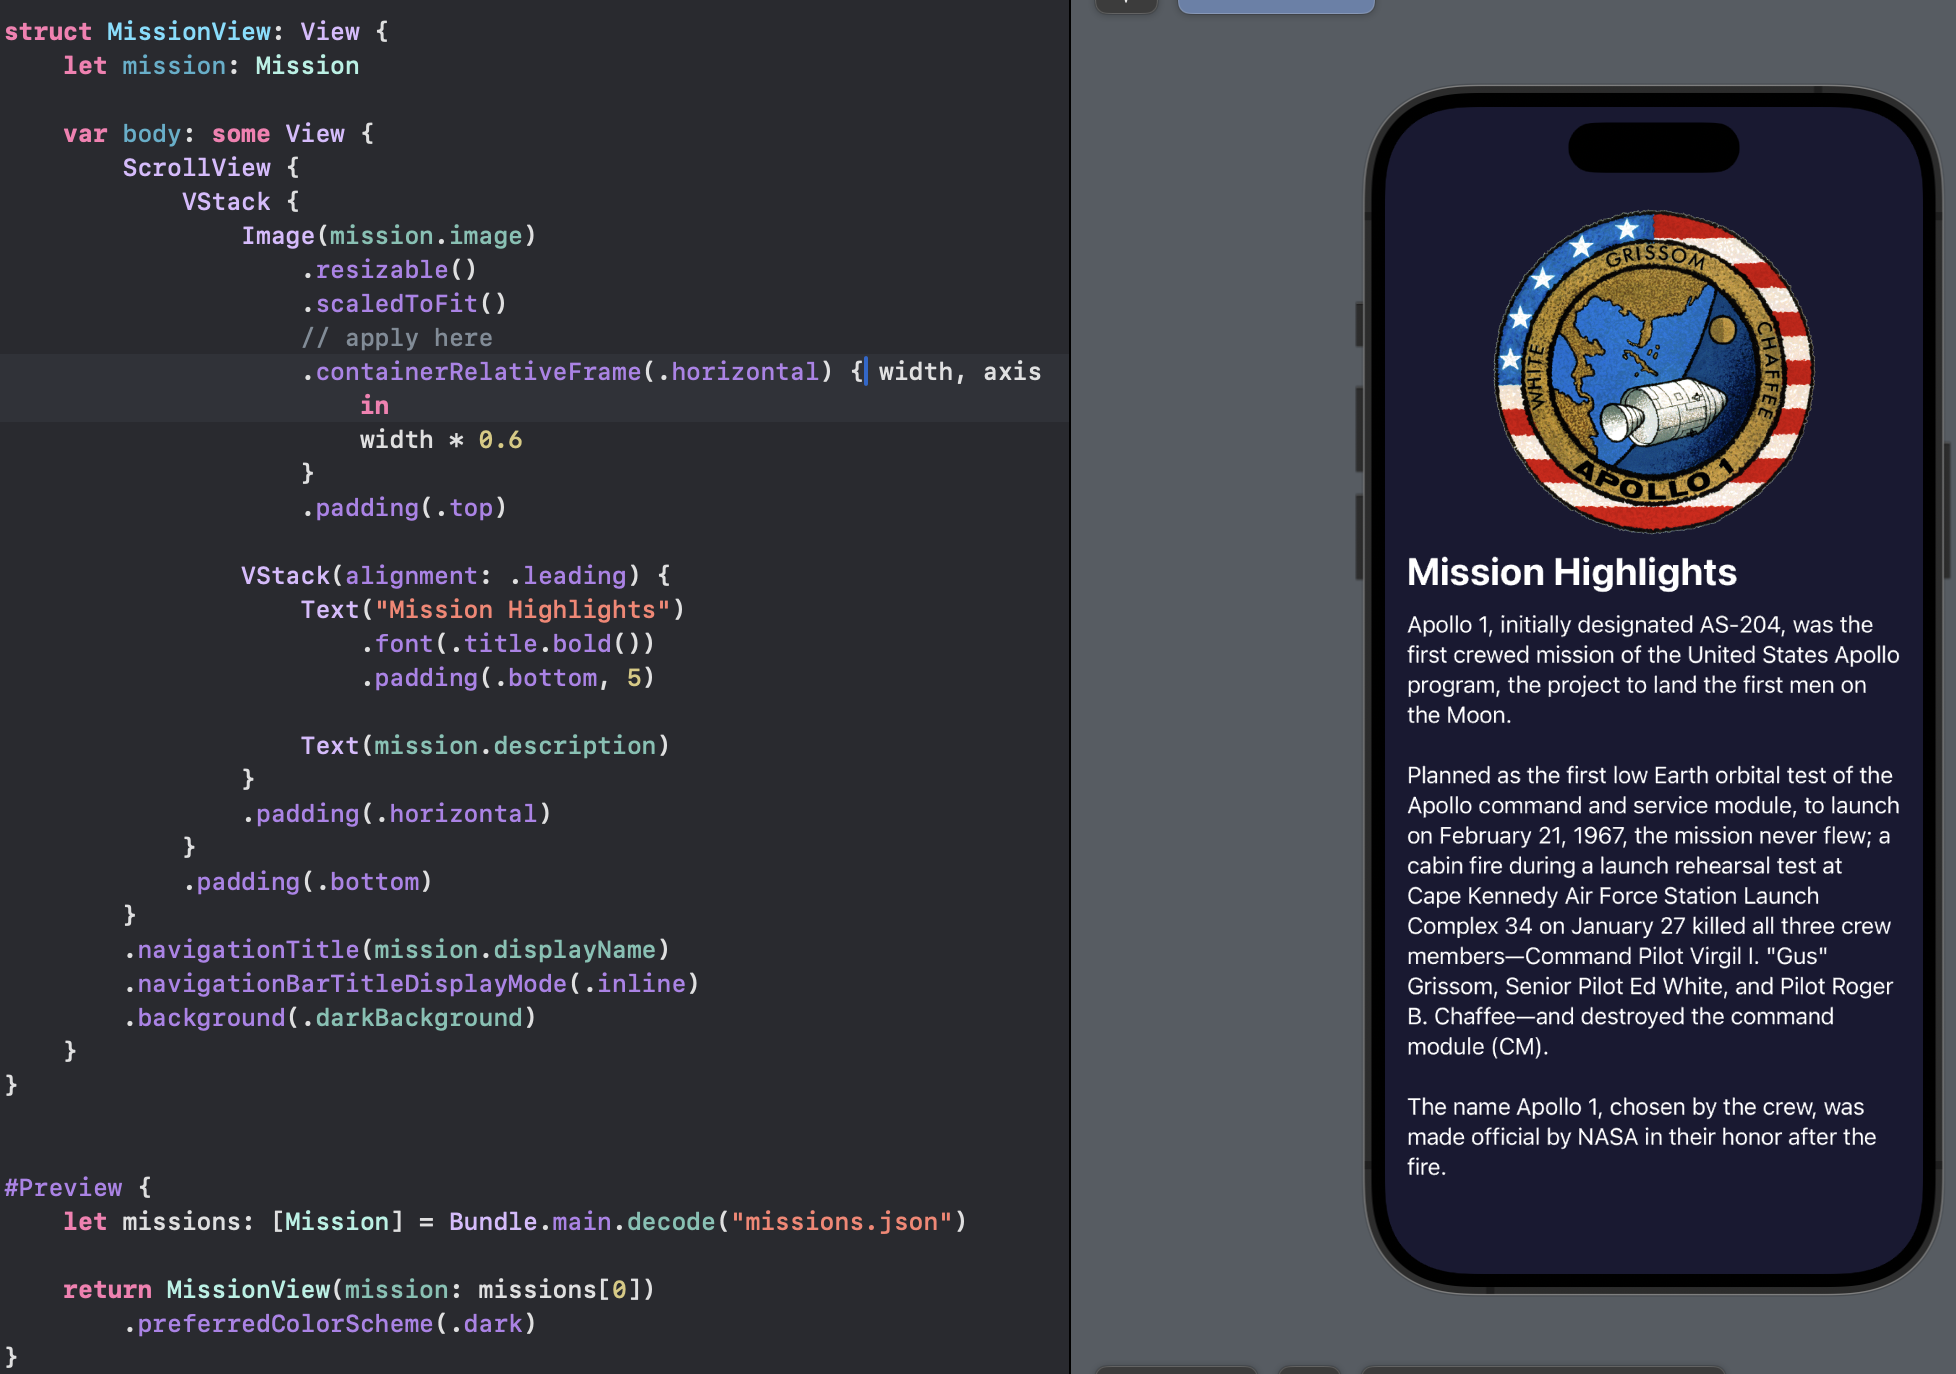 struct MissionView: View {
    let mission: Mission

    var body: some View {
        ScrollView {
            VStack {
                Image(mission.image)
                    .resizable()
                    .scaledToFit()
                    // apply here
                    .containerRelativeFrame(.horizontal) { width, axis
                        in
                        width * 0.6
                    }
                    .padding(.top)

                VStack(alignment: .leading) {
                    Text("Mission Highlights")
                        .font(.title.bold())
                        .padding(.bottom, 5)

                    Text(mission.description)
                }
                .padding(.horizontal)
            }
            .padding(.bottom)
        }
        .navigationTitle(mission.displayName)
        .navigationBarTitleDisplayMode(.inline)
        .background(.darkBackground)
    }
}

#Preview {
    let missions: [Mission] = Bundle.main.decode("missions.json")

    return MissionView(mission: missions[0])
        .preferredColorScheme(.dark)
}
GRISSOM
WHITE
CHAFFEE
APOLLO 1
Mission Highlights
Apollo 1, initially designated AS-204, was the
first crewed mission of the United States Apollo
program, the project to land the first men on
the Moon.

Planned as the first low Earth orbital test of the
Apollo command and service module, to launch
on February 21, 1967, the mission never flew; a
cabin fire during a launch rehearsal test at
Cape Kennedy Air Force Station Launch
Complex 34 on January 27 killed all three crew
members—Command Pilot Virgil I. "Gus"
Grissom, Senior Pilot Ed White, and Pilot Roger
B. Chaffee—and destroyed the command
module (CM).

The name Apollo 1, chosen by the crew, was
made official by NASA in their honor after the
fire.